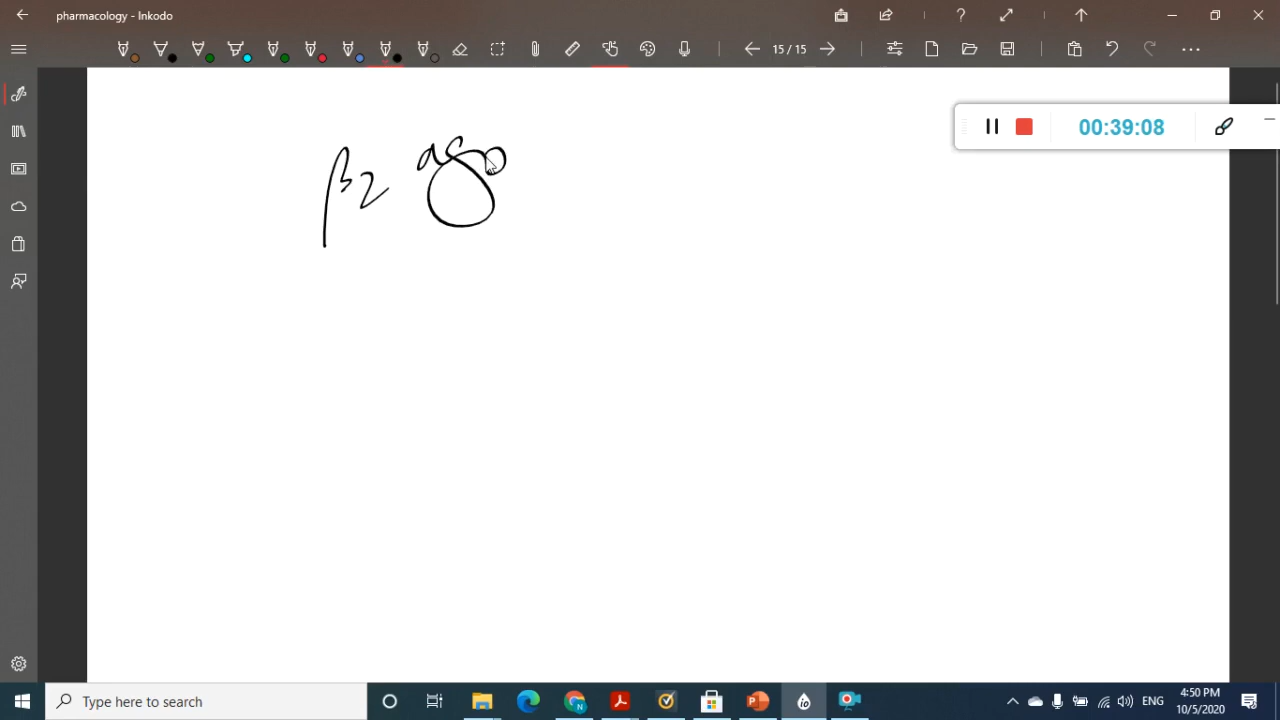 pharmacology - Inkodo
15 / 15
00:39:08
β2 ago
Type here to search
ENG
4:50 PM
10/5/2020